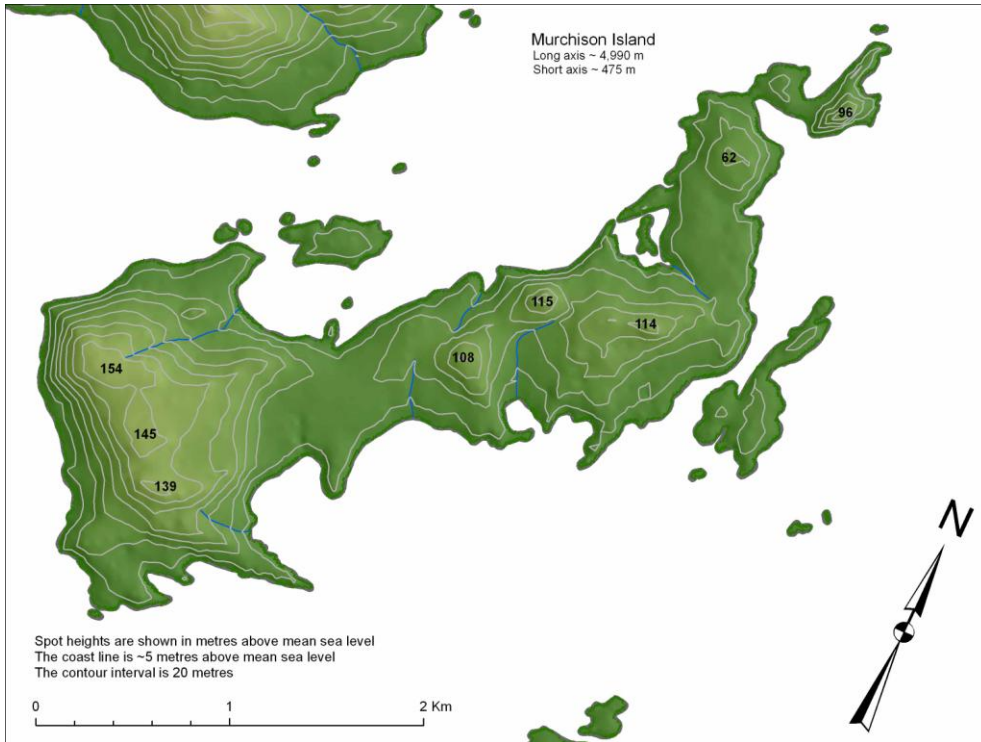 Murchison Island
Long axis ~ 4,990 m
Short axis ~ 475 m
96
62
115
114
108
154
145
139
N
Spot heights are shown in metres above mean sea level
The coast line is ~5 metres above mean sea level
The contour interval is 20 metres
0 1 2 Km